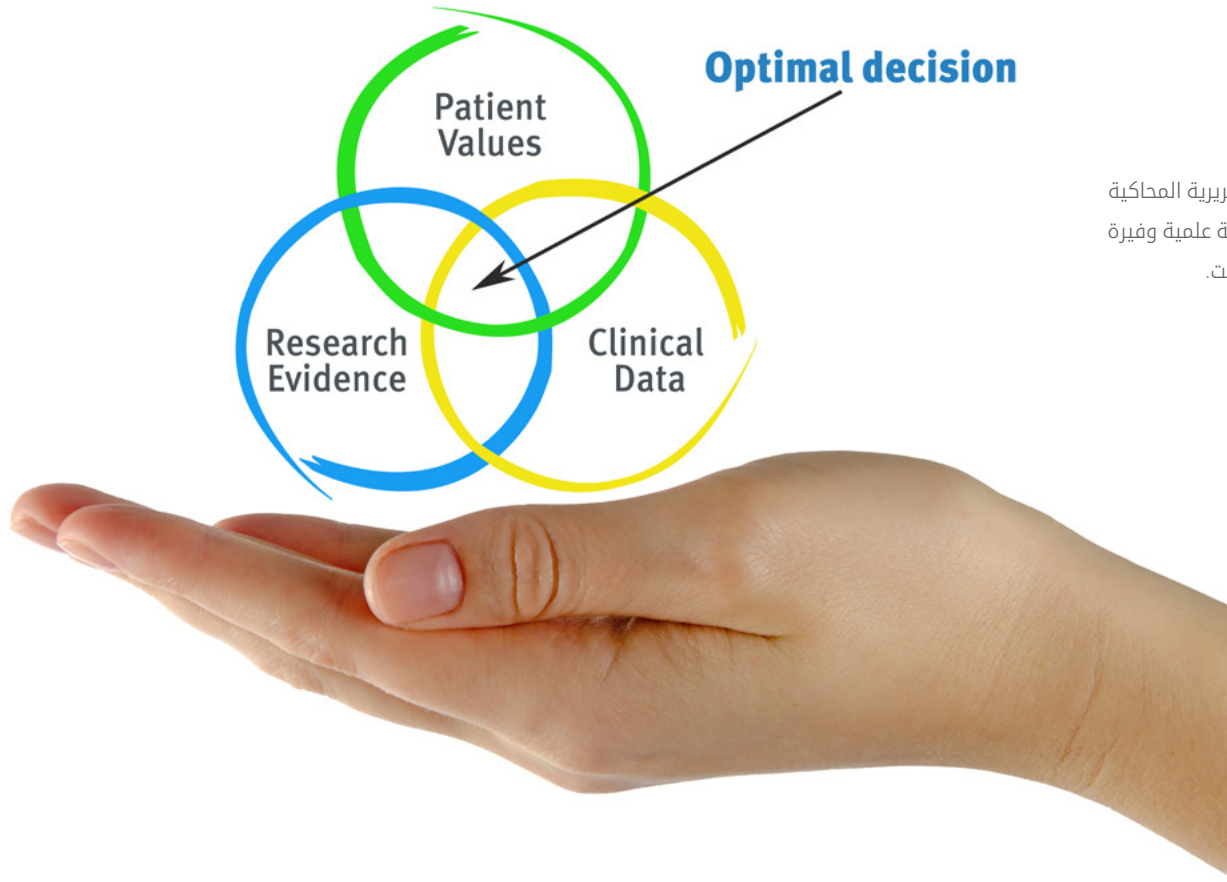 Optimal decision
Patient
Values
Research
Evidence
Clinical
Data
المحاكية
علمية وفيرة